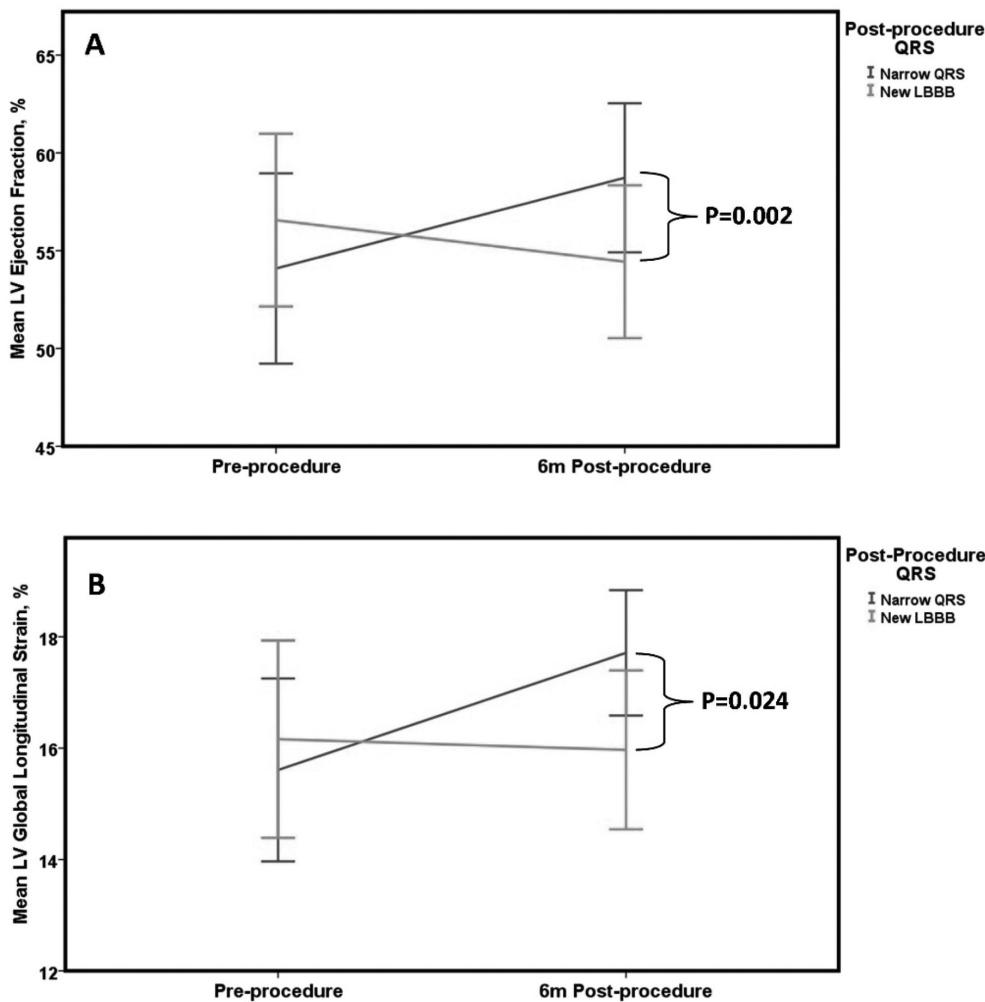 A
Mean LV Ejection Fraction, %
65
60
55
50
45
Pre-procedure
6m Post-procedure
P=0.002
Post-procedure
QRS
Narrow QRS
New LBBB
B
Mean LV Global Longitudinal Strain, %
18
16
14
12
Pre-procedure
6m Post-procedure
P=0.024
Post-Procedure
QRS
Narrow QRS
New LBBB